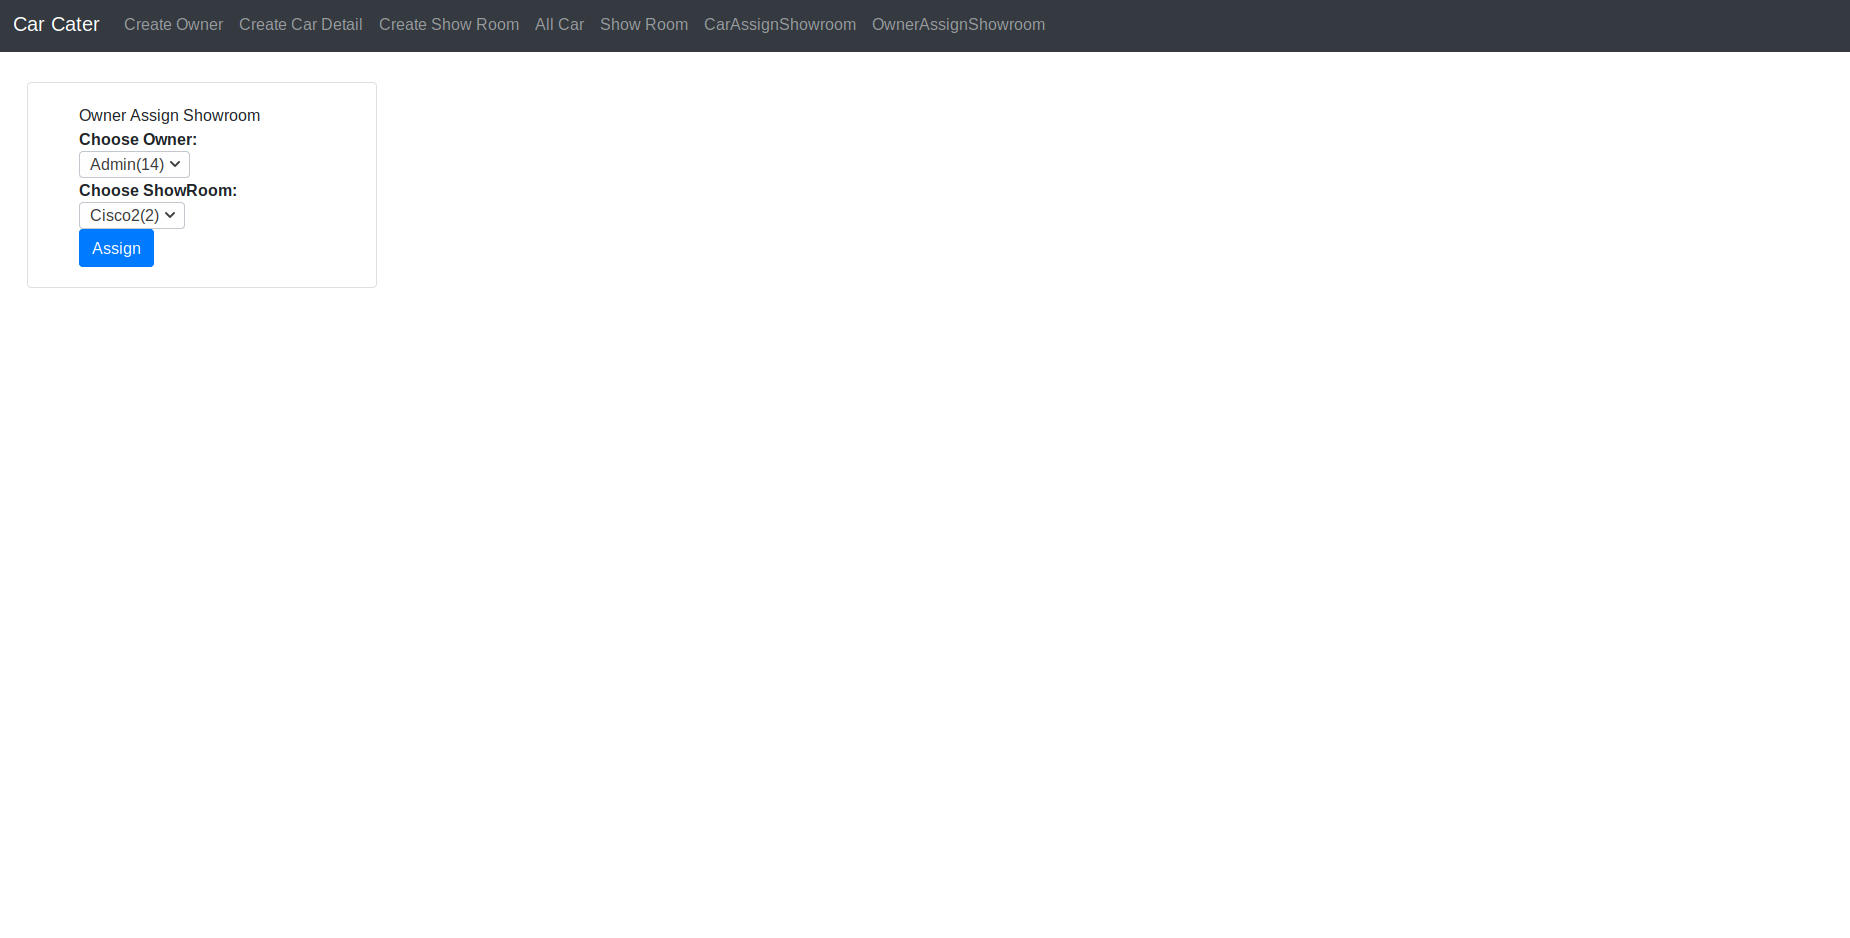 Car Cater Create Owner Create Car Detail Create Show Room All Car Show Room CarAssignShowroom OwnerAssignShowroom
Owner Assign Showroom
Choose Owner:
Admin(14)
Choose ShowRoom:
Cisco2(2)
Assign